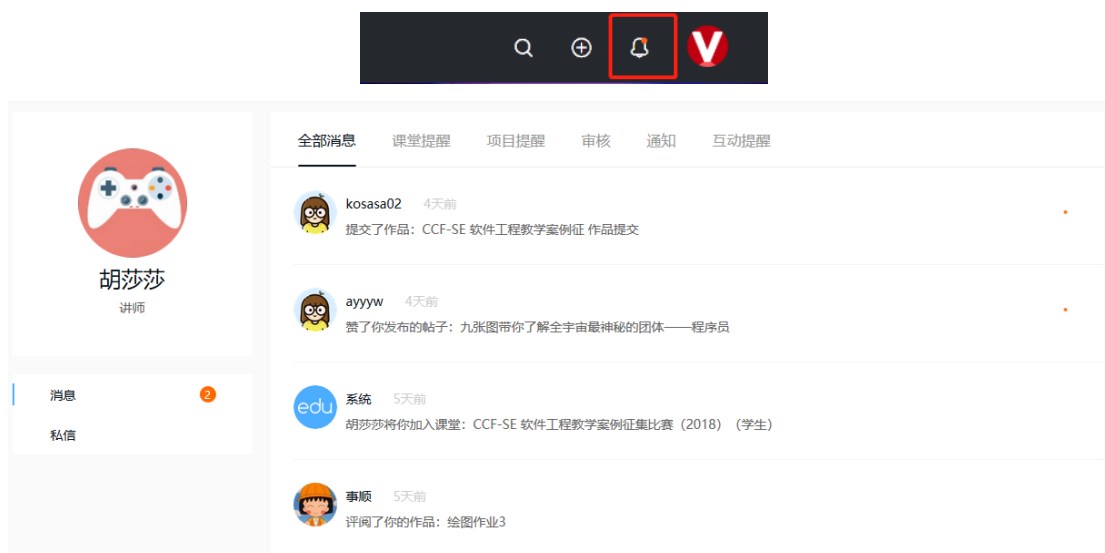 V
全部消息 课堂提醒 项目提醒 审核 通知 互动提醒
胡莎莎
讲师
消息 2
私信
kosasa02 4天前
提交了作品：CCF-SE 软件工程教学案例征 作品提交
ayyyw 4天前
赞了你发布的帖子：九张图带你了解全宇宙最神秘的团体——程序员
edu
系统 5天前
胡莎莎将你加入课堂：CCF-SE 软件工程教学案例征集比赛（2018）（学生）
事顺 5天前
评阅了你的作品：绘图作业3